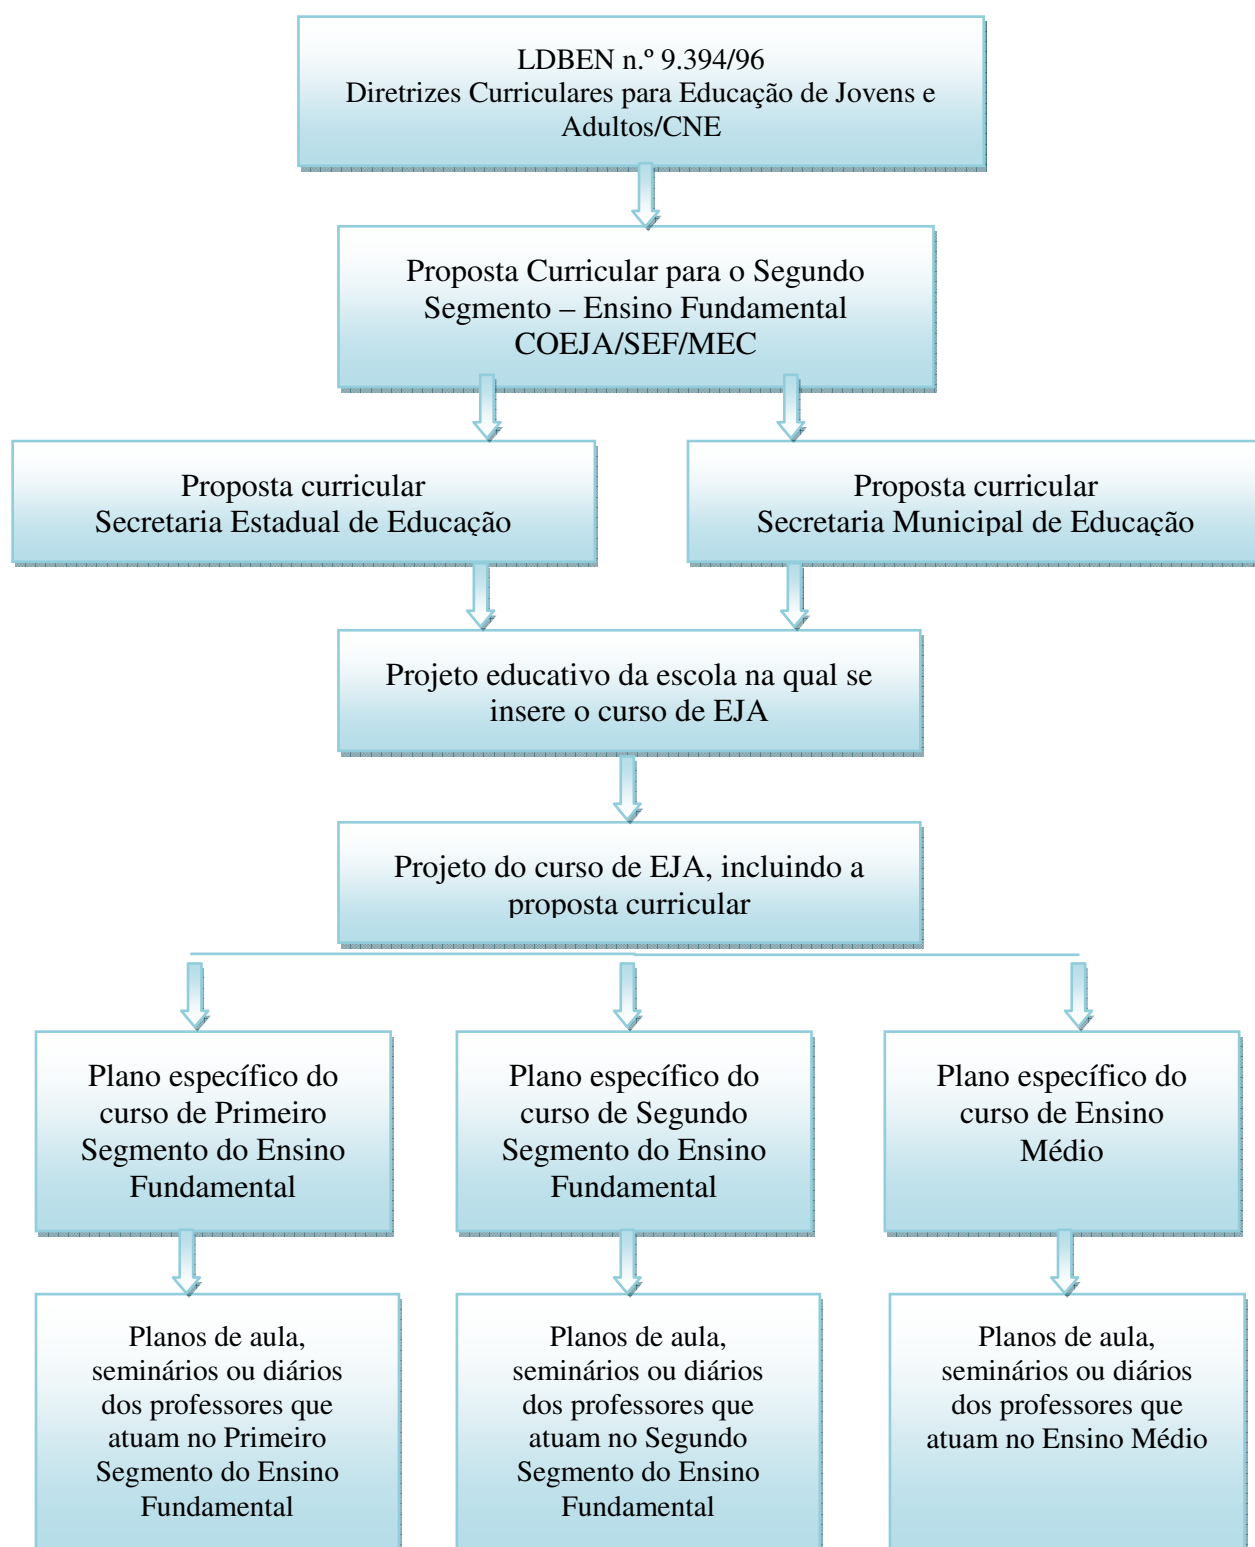 LDBEN n.º 9.394/96
Diretrizes Curriculares para Educação de Jovens e
Adultos/CNE
Proposta Curricular para o Segundo
Segmento – Ensino Fundamental
COEJA/SEF/MEC
Proposta curricular
Secretaria Estadual de Educação
Proposta curricular
Secretaria Municipal de Educação
Projeto educativo da escola na qual se
insere o curso de EJA
Projeto do curso de EJA, incluindo a
proposta curricular
Plano específico do
curso de Primeiro
Segmento do Ensino
Fundamental
Plano específico do
curso de Segundo
Segmento do Ensino
Fundamental
Plano específico do
curso de Ensino
Médio
Planos de aula,
seminários ou diários
dos professores que
atuam no Primeiro
Segmento do Ensino
Fundamental
Planos de aula,
seminários ou diários
dos professores que
atuam no Segundo
Segmento do Ensino
Fundamental
Planos de aula,
seminários ou diários
dos professores que
atuam no Ensino Médio